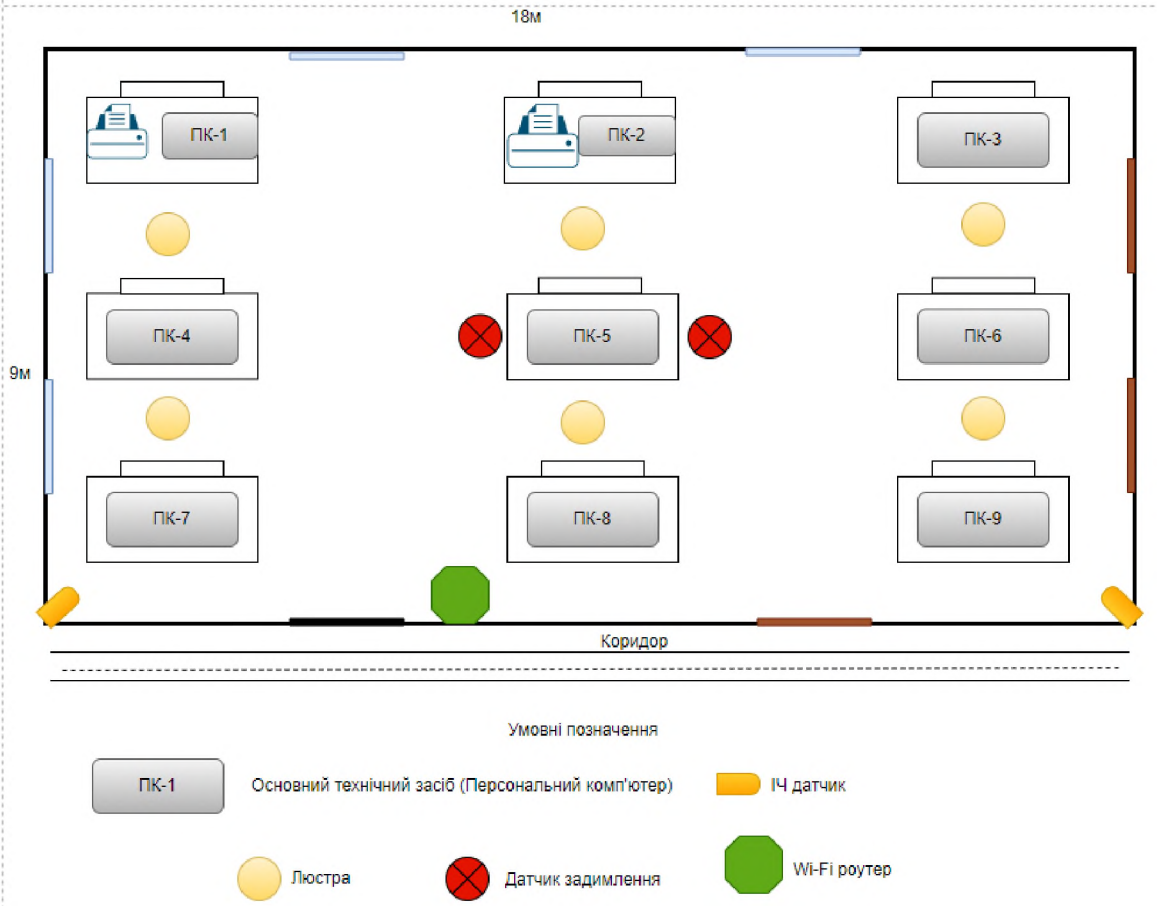 18м
ПК-1
ПК-2
ПК-3
ПК-4
ПК-5
ПК-6
9м
ПК-7
ПК-8
ПК-9
Коридор
Умовні позначення
ПК-1
Основний технічний засіб (Персональний комп'ютер)
ІЧ датчик
Люстра
Датчик задимлення
Wi-Fi роутер